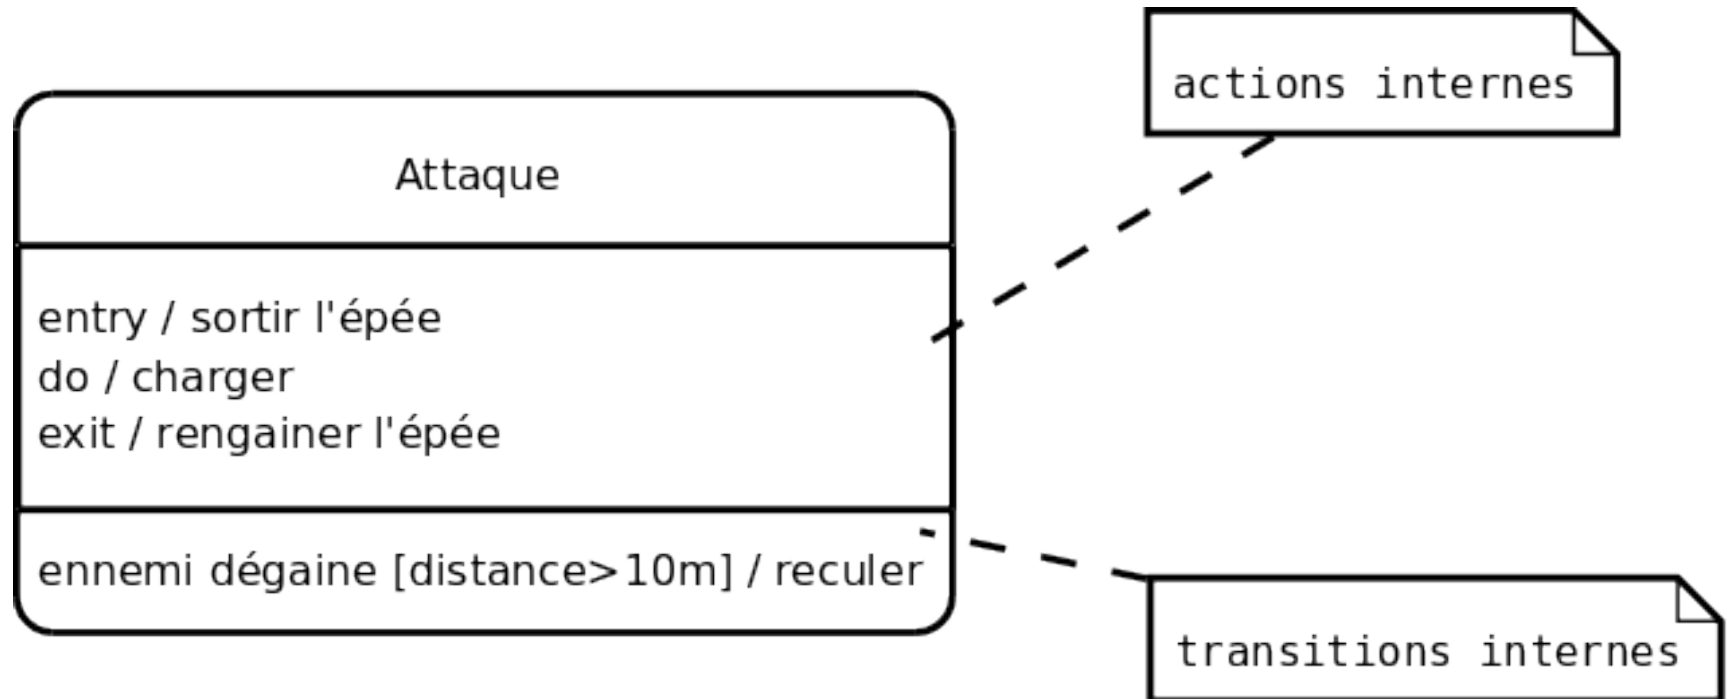 actions internes
Attaque
entry / sortir l'épée
do / charger
exit / rengainer l'épée
ennemi dégaine [distance>10m] / reculer
transitions internes